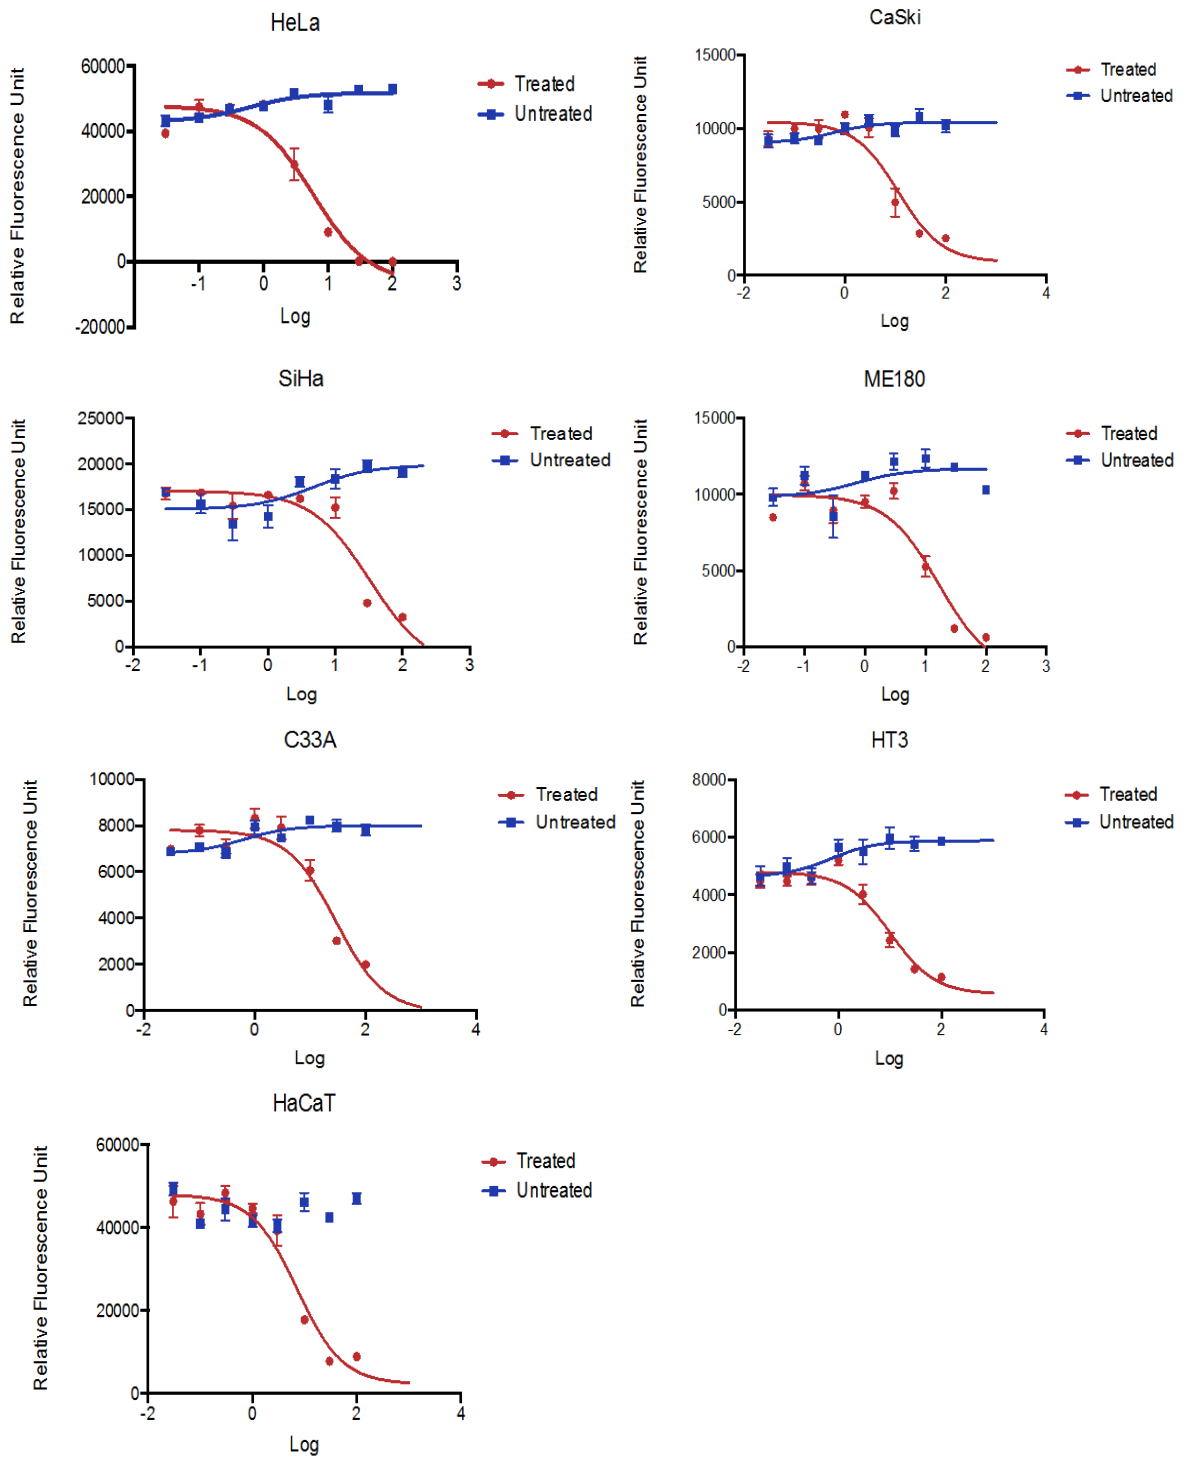 HeLa
Relative Fluorescence Unit
60000
40000
20000
0
-20000
-1
0
1
2
3
Log
Treated
Untreated
CaSki
Relative Fluorescence Unit
15000
10000
5000
0
-2
0
2
4
Log
Treated
Untreated
SiHa
Relative Fluorescence Unit
25000
20000
15000
10000
5000
0
-2
-1
0
1
2
3
Log
Treated
Untreated
ME180
Relative Fluorescence Unit
15000
10000
5000
0
-2
-1
0
1
2
3
Log
Treated
Untreated
C33A
Relative Fluorescence Unit
10000
8000
6000
4000
2000
0
-2
0
2
4
Log
Treated
Untreated
HT3
Relative Fluorescence Unit
8000
6000
4000
2000
0
-2
0
2
4
Log
Treated
Untreated
HaCaT
Relative Fluorescence Unit
60000
40000
20000
0
-2
0
2
4
Log
Treated
Untreated